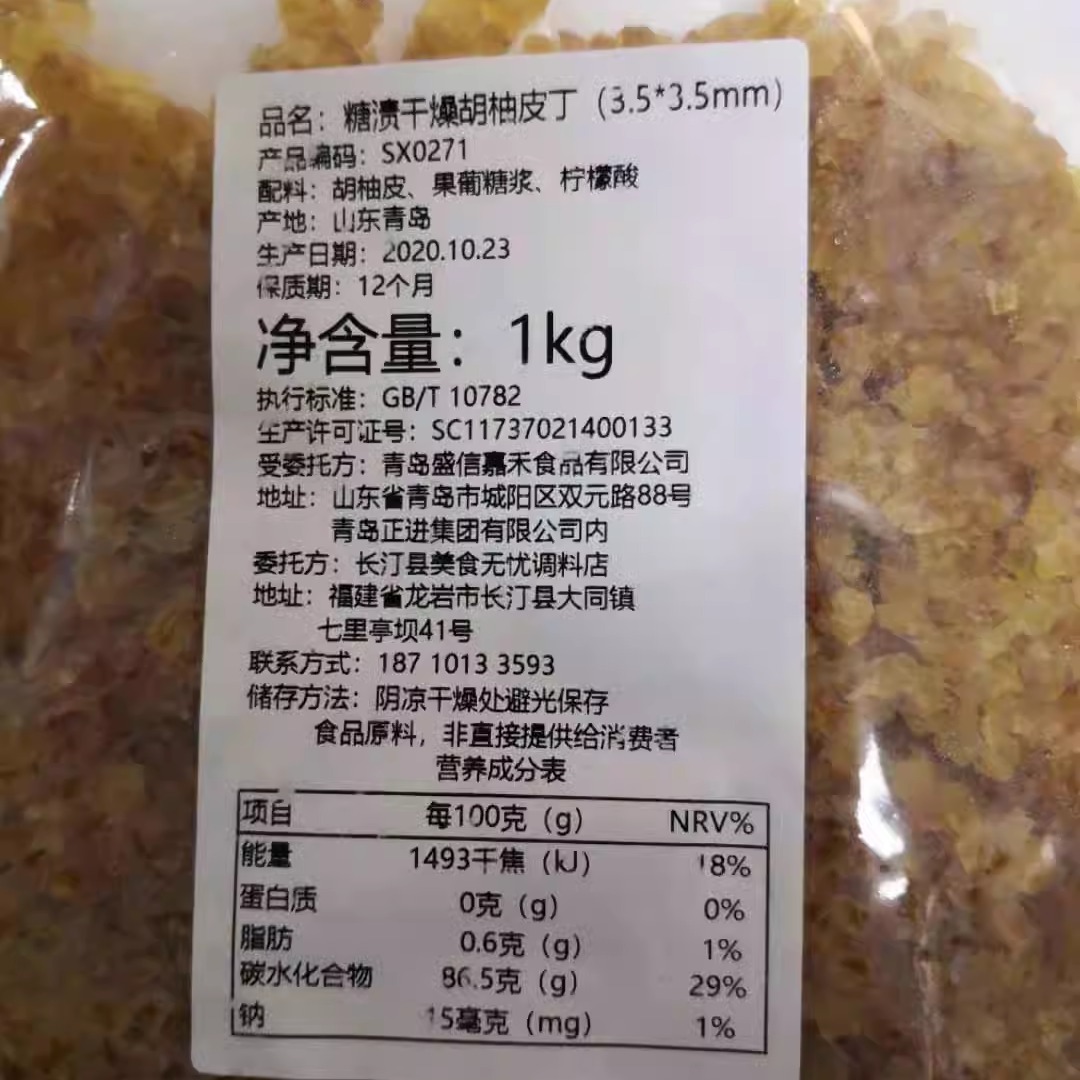 品名：糖渍干燥胡柚皮丁（3.5*3.5mm）
产品编码：SX0271
配料：胡柚皮、果葡糖浆、柠檬酸
产地：山东青岛
生产日期：2020.10.23
保质期：12个月
净含量：1kg
执行标准：GB/T 10782
生产许可证号：SC11737021400133
受委托方：青岛盛信嘉禾食品有限公司
地址：山东省青岛市城阳区双元路88号
青岛正进集团有限公司内
委托方：长汀县美食无忧调料店
地址：福建省龙岩市长汀县大同镇
七里亭坝41号
联系方式：187 1013 3593
储存方法：阴凉干燥处避光保存
食品原料，非直接提供给消费者
营养成分表
项目 每100克（g） NRV%
能量 1493千焦（kJ） 18%
蛋白质 0克（g） 0%
脂肪 0.6克（g） 1%
碳水化合物 86.5克（g） 29%
钠 15毫克（mg） 1%